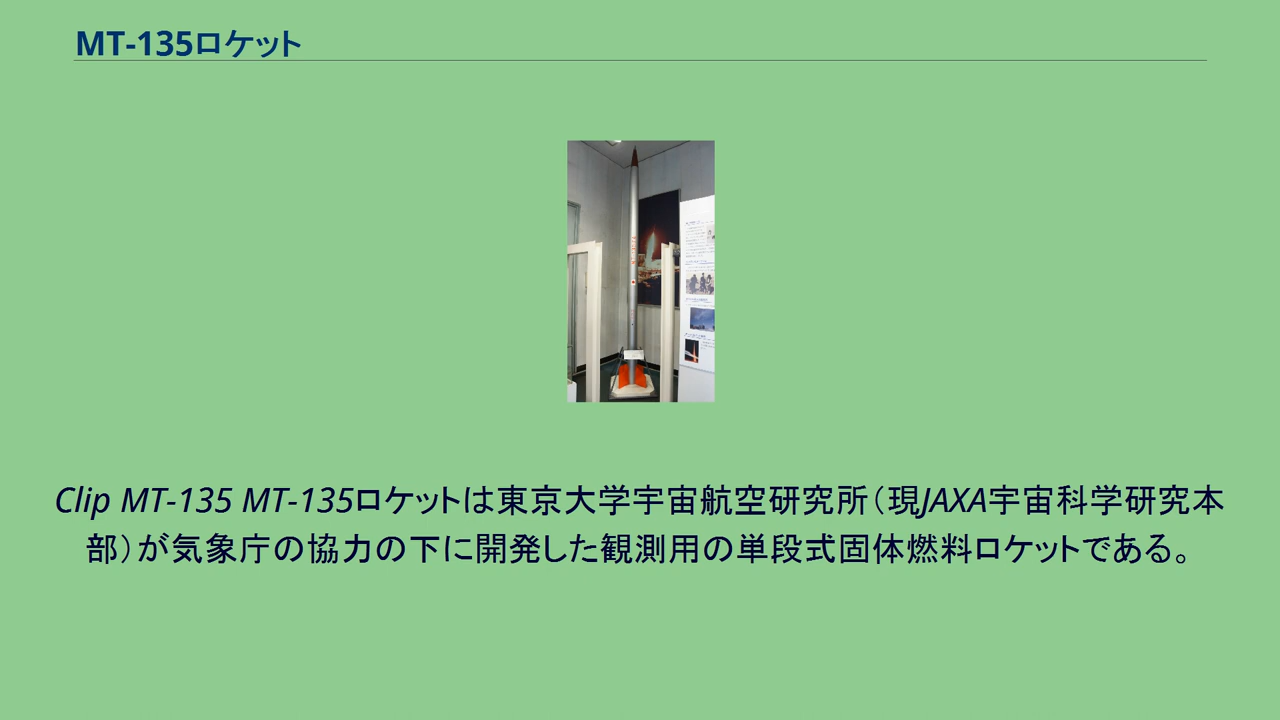 MT-135ロケット
Clip MT-135 MT-135ロケットは東京大学宇宙航空研究所（現JAXA宇宙科学研究本
部）が気象庁の協力の下に開発した観測用の単段式固体燃料ロケットである。